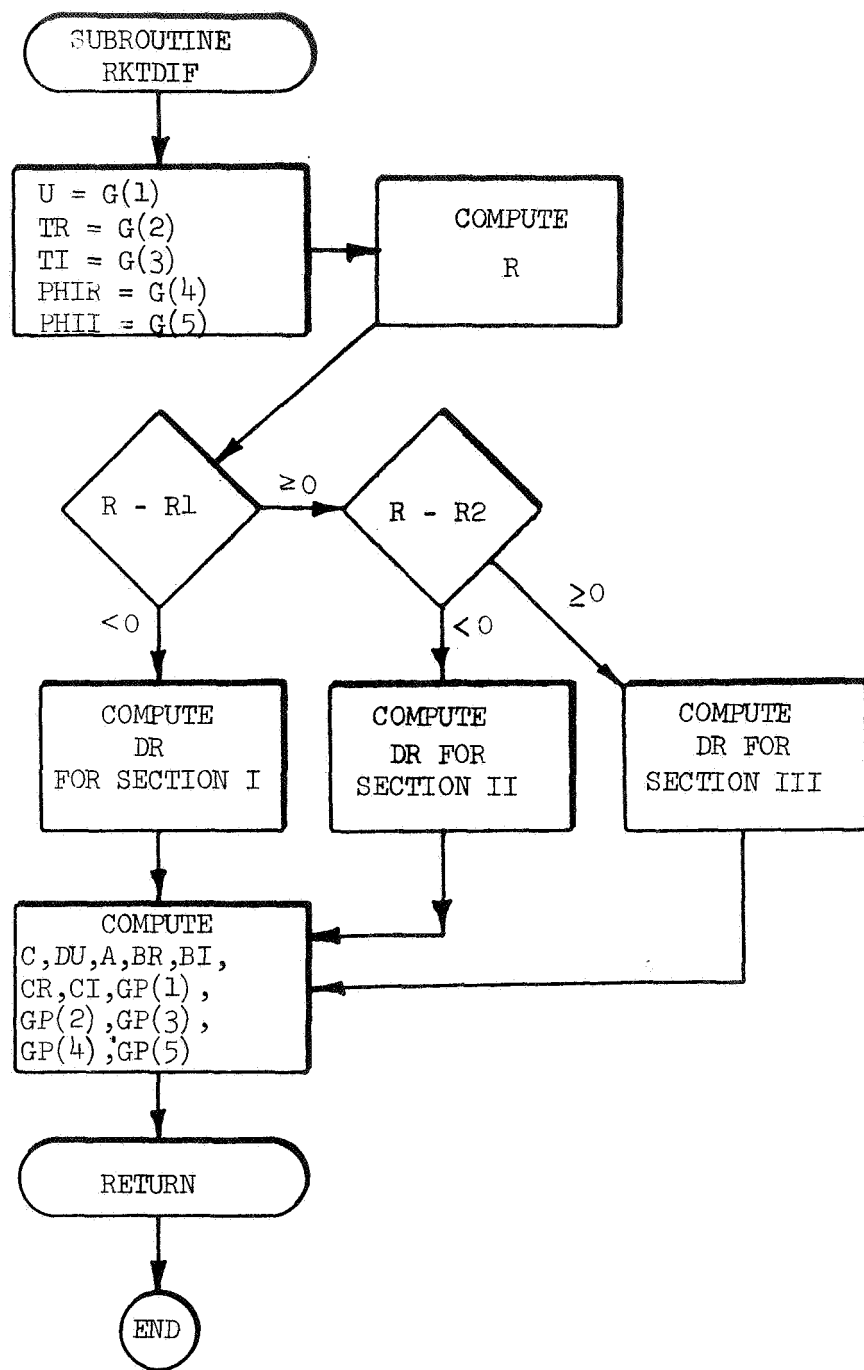 SUBROUTINE
RKTDIF
U = G(1)
TR = G(2)
TI = G(3)
PHIR = G(4)
PHII = G(5)
COMPUTE
R
R - R1
≥0
R - R2
<0
<0
≥0
COMPUTE
DR
FOR SECTION I
COMPUTE
DR FOR
SECTION II
COMPUTE
DR FOR
SECTION III
COMPUTE
C,DU,A,BR,BI,
CR,CI,GP(1),
GP(2),GP(3),
GP(4),GP(5)
RETURN
END